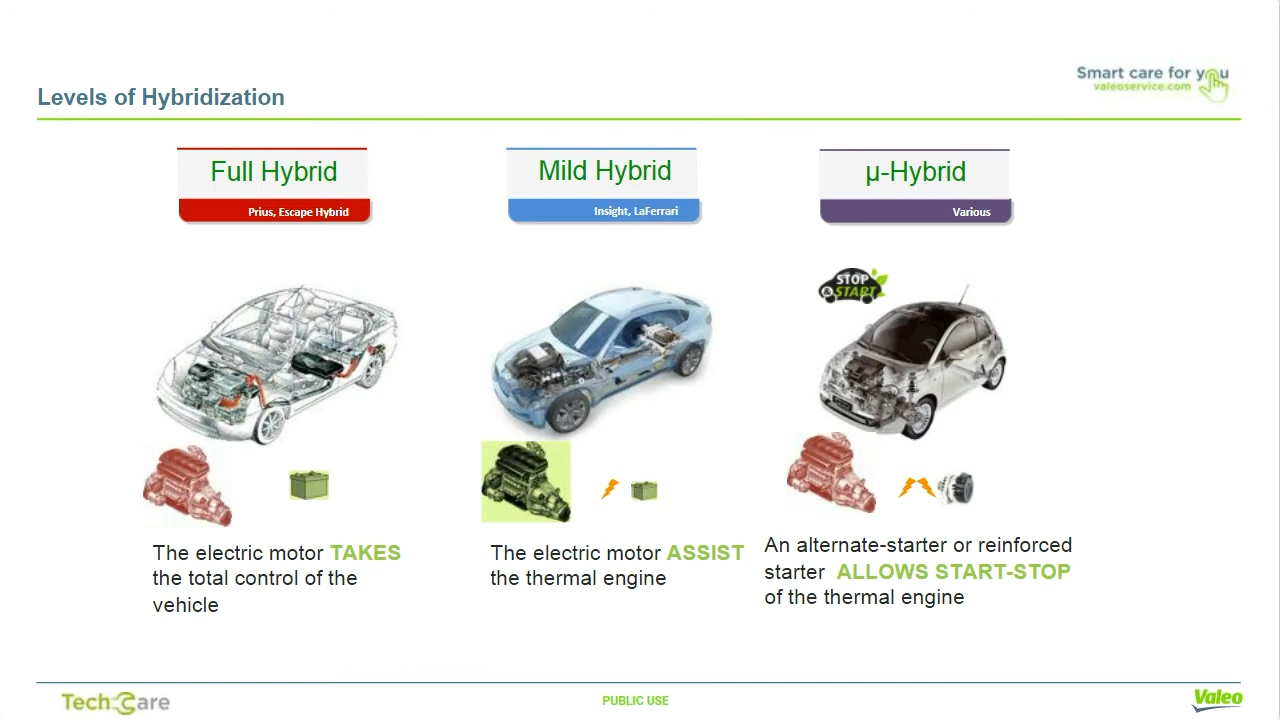 Smart care for you
valeoservice.com
Levels of Hybridization
Full Hybrid
Prius, Escape Hybrid
Mild Hybrid
Insight, LaFerrari
µ-Hybrid
Various
STOP
& START
The electric motor TAKES
the total control of the
vehicle
The electric motor ASSIST
the thermal engine
An alternate-starter or reinforced
starter ALLOWS START-STOP
of the thermal engine
Tech Care
PUBLIC USE
Valeo